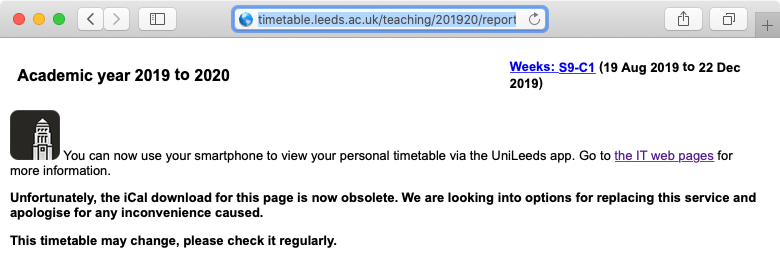 timetable.leeds.ac.uk/teaching/201920/report
Academic year 2019 to 2020
Weeks: S9-C1 (19 Aug 2019 to 22 Dec
2019)
You can now use your smartphone to view your personal timetable via the UniLeeds app. Go to the IT web pages for
more information.
Unfortunately, the iCal download for this page is now obsolete. We are looking into options for replacing this service and
apologise for any inconvenience caused.
This timetable may change, please check it regularly.